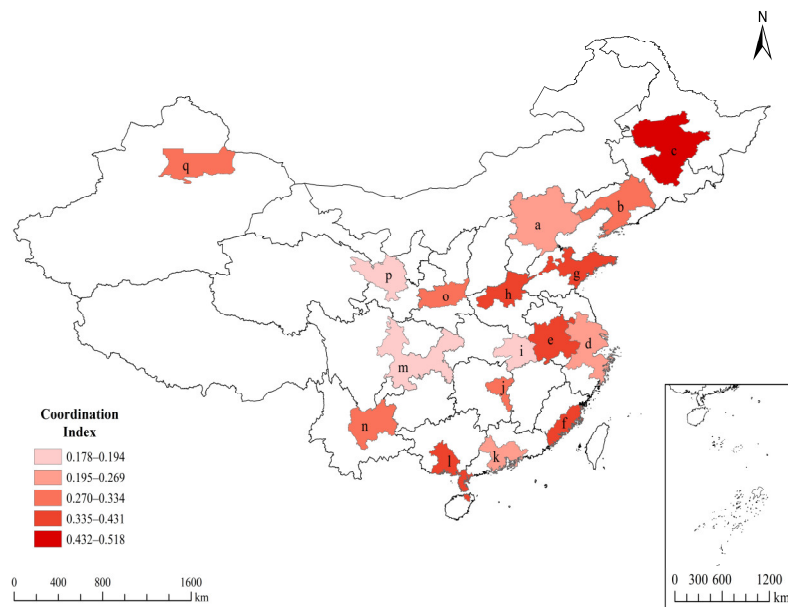 N
c
q
b
a
p
g
h
o
e
i
d
m
j
n
f
k
l
Coordination
Index
0.178–0.194
0.195–0.269
0.270–0.334
0.335–0.431
0.432–0.518
0 400 800 1200 1600
km
0 300 600 1200
km